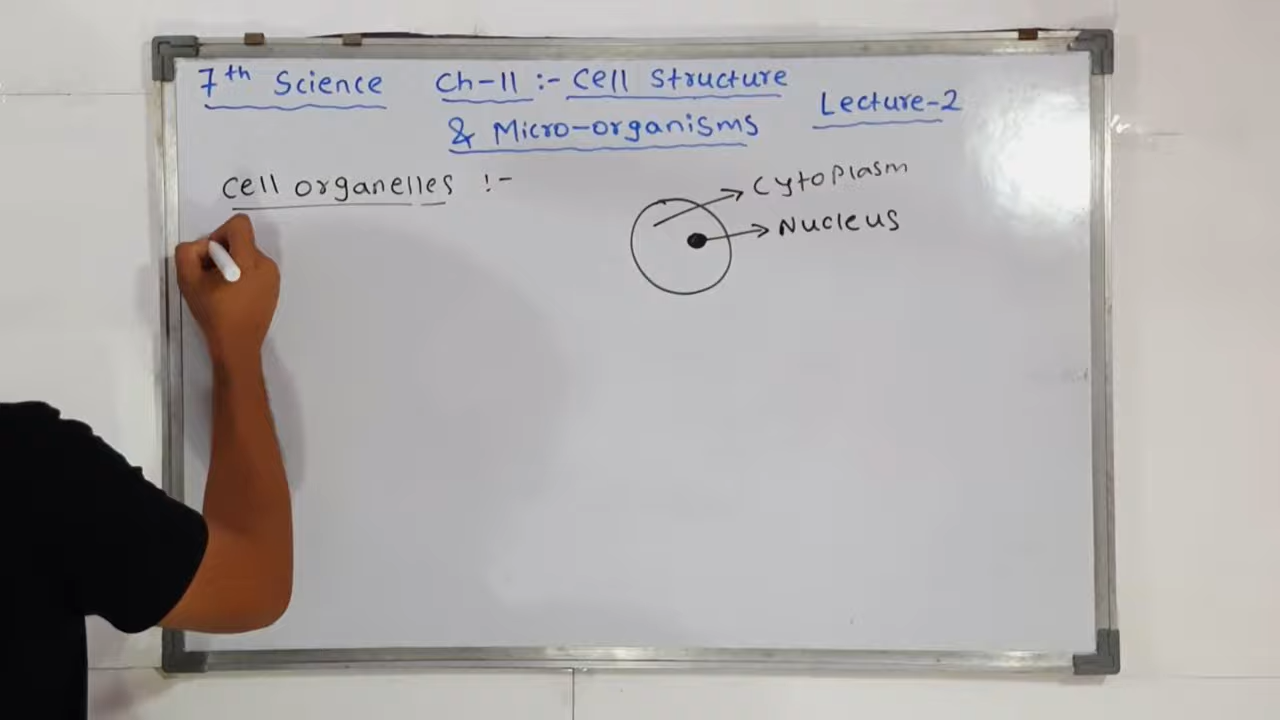 7th Science Ch-11 :- Cell Structure
& Micro-organisms Lecture-2
Cell organelles :-
Cytoplasm
Nucleus